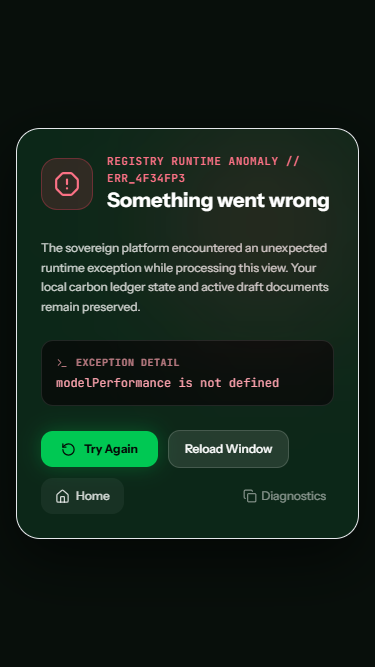 REGISTRY RUNTIME ANOMALY //
ERR_4F34FP3
Something went wrong
The sovereign platform encountered an unexpected
runtime exception while processing this view. Your
local carbon ledger state and active draft documents
remain preserved.
>_ EXCEPTION DETAIL
modelPerformance is not defined
Try Again
Reload Window
Home
Diagnostics